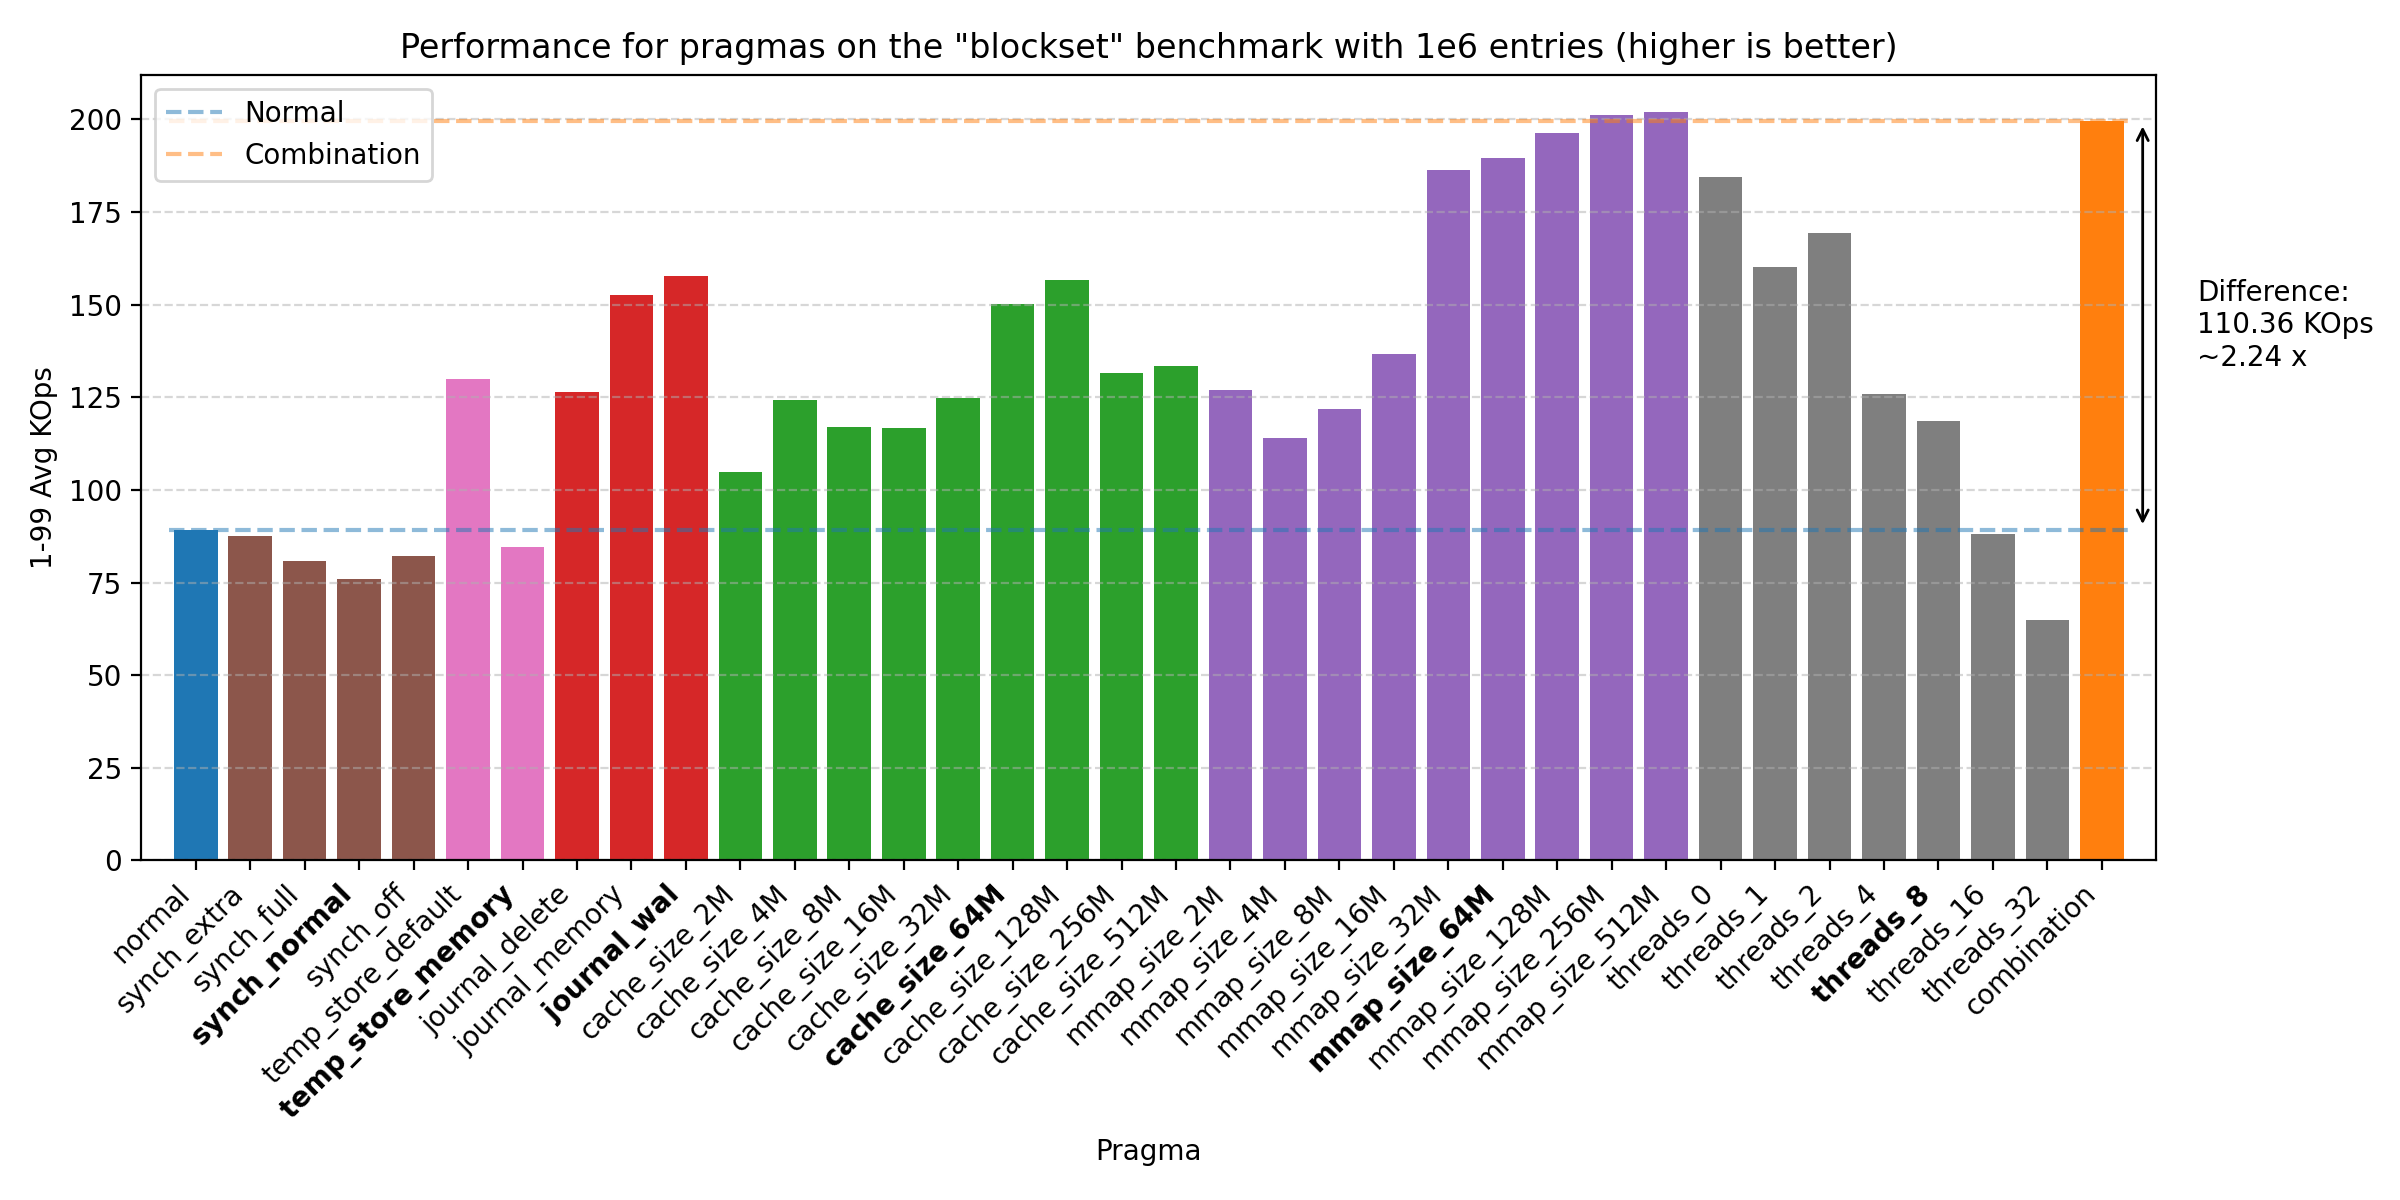 Performance for pragmas on the "blockset" benchmark with 1e6 entries (higher is better)
Normal
Combination
1-99 Avg KOps
200
175
150
125
100
75
50
25
0
Difference:
110.36 KOps
~2.24 x
normal
synch_extra
synch_full
synch_normal
synch_off
temp_store_default
temp_store_memory
journal_delete
journal_memory
journal_wal
cache_size_2M
cache_size_4M
cache_size_8M
cache_size_16M
cache_size_32M
cache_size_64M
cache_size_128M
cache_size_256M
cache_size_512M
mmap_size_2M
mmap_size_4M
mmap_size_8M
mmap_size_16M
mmap_size_32M
mmap_size_64M
mmap_size_128M
mmap_size_256M
mmap_size_512M
threads_0
threads_1
threads_2
threads_4
threads_8
threads_16
threads_32
combination
Pragma